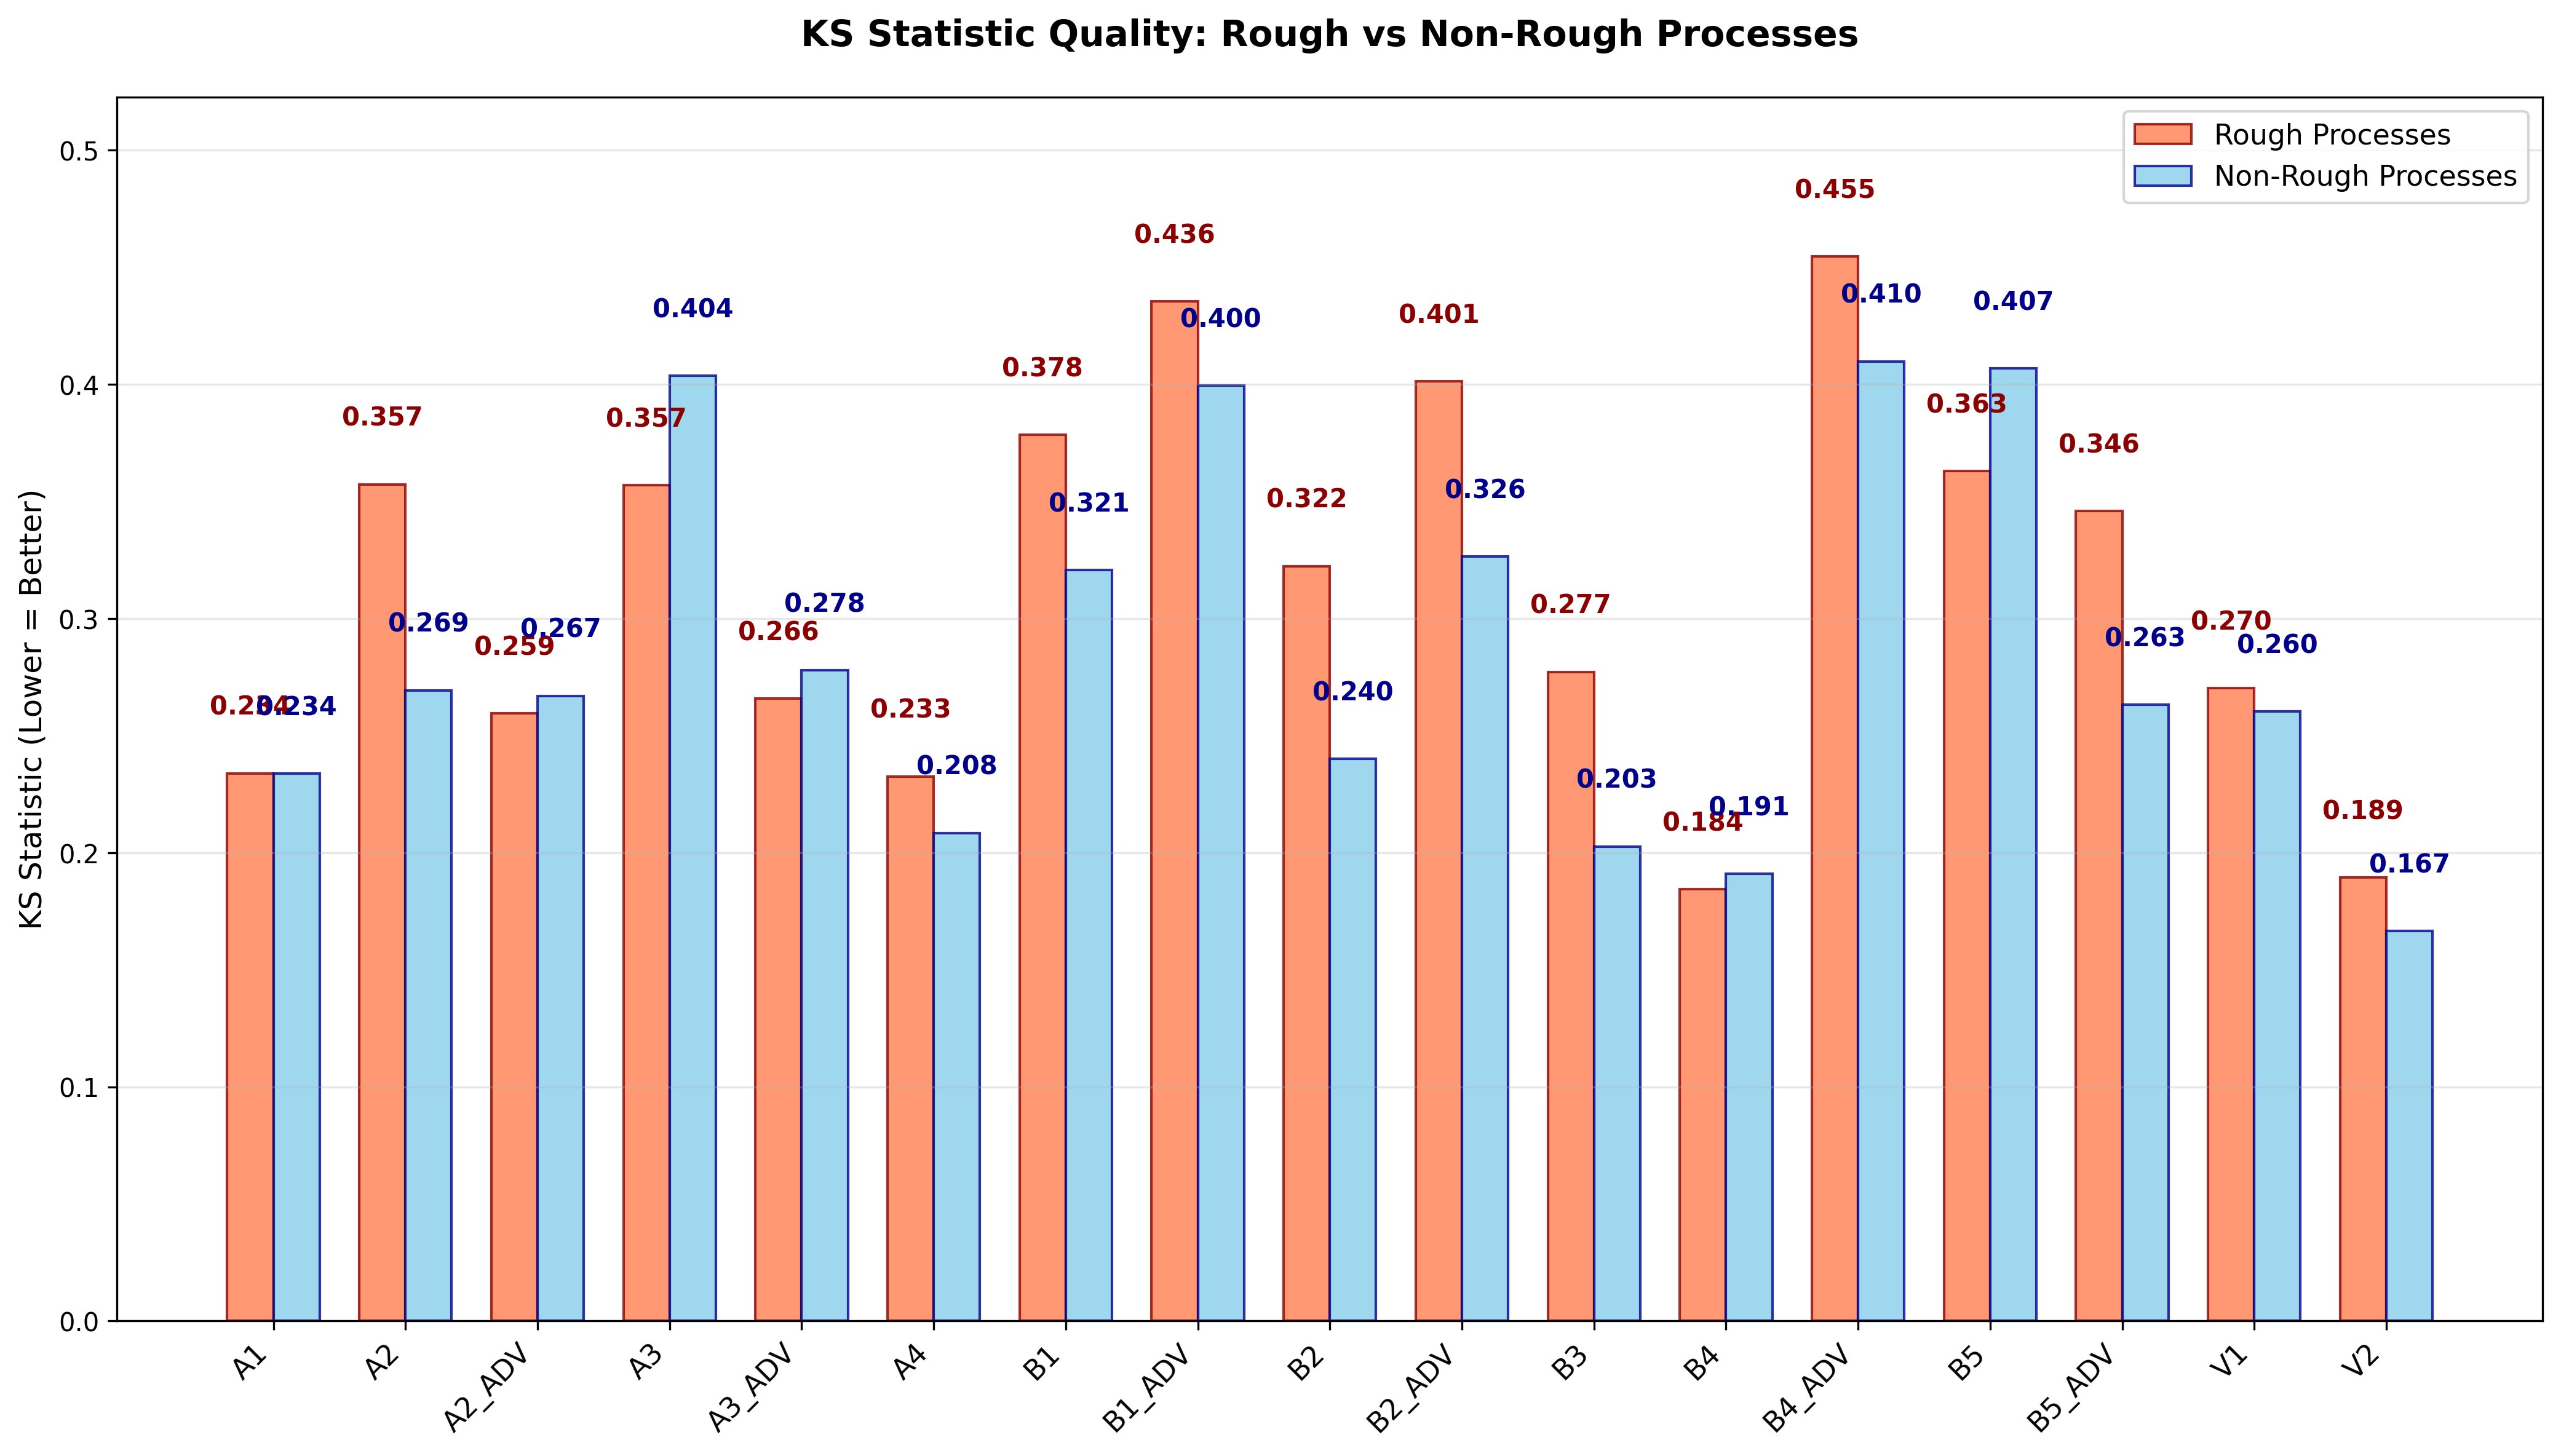 KS Statistic Quality: Rough vs Non-Rough Processes
Rough Processes
Non-Rough Processes
KS Statistic (Lower = Better)
0.5
0.4
0.3
0.2
0.1
0.0
0.234
0.234
0.357
0.269
0.259
0.267
0.357
0.404
0.266
0.278
0.233
0.208
0.378
0.321
0.436
0.400
0.322
0.240
0.401
0.326
0.277
0.203
0.184
0.191
0.455
0.410
0.363
0.407
0.346
0.263
0.270
0.260
0.189
0.167
A1
A2
A2_ADV
A3
A3_ADV
A4
B1
B1_ADV
B2
B2_ADV
B3
B4
B4_ADV
B5
B5_ADV
V1
V2